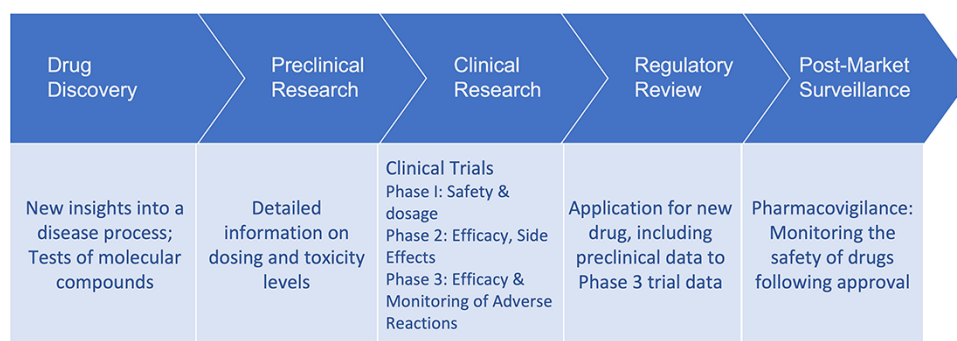 Drug
Discovery
Preclinical
Research
Clinical
Research
Regulatory
Review
Post-Market
Surveillance
New insights into a
disease process;
Tests of molecular
compounds
Detailed
information on
dosing and toxicity
levels
Clinical Trials
Phase I: Safety &
dosage
Phase 2: Efficacy, Side
Effects
Phase 3: Efficacy &
Monitoring of Adverse
Reactions
Application for new
drug, including
preclinical data to
Phase 3 trial data
Pharmacovigilance:
Monitoring the
safety of drugs
following approval